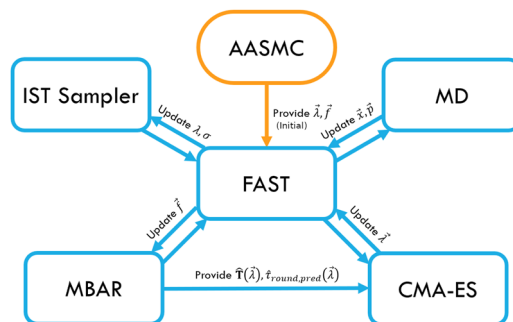 AASMC
IST Sampler
MD
Provide λ⃗, f⃗
(Initial)
Update λ, σ
Update x⃗, p⃗
FAST
Update f⃗
Update λ⃗
MBAR
Provide T̂(λ⃗), τ̂round,pred(λ⃗)
CMA-ES